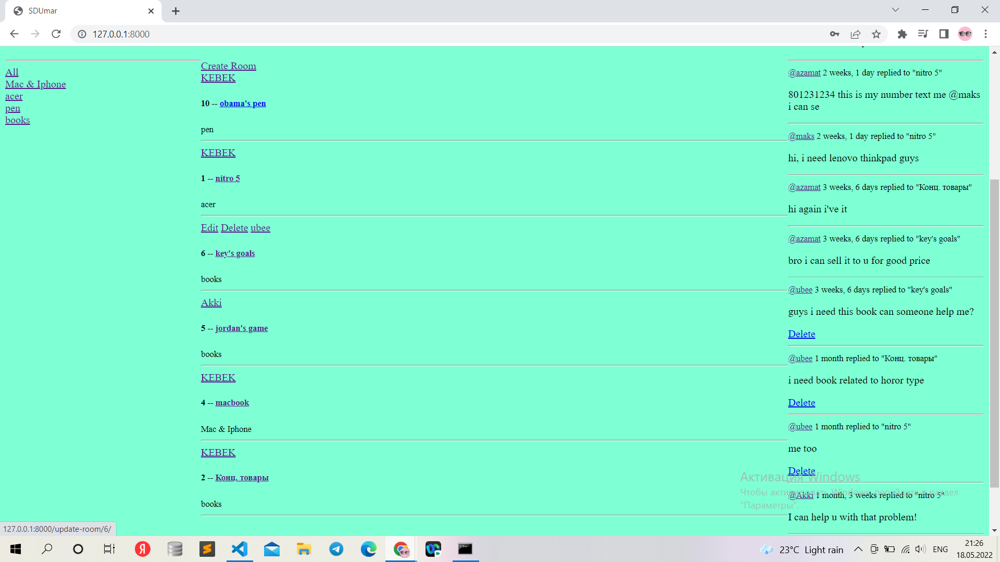 SDUmar
127.0.0.1:8000
All
Mac & Iphone
acer
pen
books
Create Room
KEBEK
10 -- obama's pen
pen
KEBEK
1 -- nitro 5
acer
Edit Delete ubee
6 -- key's goals
books
Akki
5 -- jordan's game
books
KEBEK
4 -- macbook
Mac & Iphone
KEBEK
2 -- Конц. товары
books
@azamat 2 weeks, 1 day replied to "nitro 5"
801231234 this is my number text me @maks
i can se
@maks 2 weeks, 1 day replied to "nitro 5"
hi, i need lenovo thinkpad guys
@azamat 3 weeks, 6 days replied to "Конц. товары"
hi again i've it
@azamat 3 weeks, 6 days replied to "key's goals"
bro i can sell it to u for good price
@ubee 3 weeks, 6 days replied to "key's goals"
guys i need this book can someone help me?
Delete
@ubee 1 month replied to "Конц. товары"
i need book related to horor type
Delete
@ubee 1 month replied to "nitro 5"
me too
Delete
@Akki 1 month, 3 weeks replied to "nitro 5"
I can help u with that problem!
Активация Windows
Чтобы активировать Windows, перейдите в раздел
"Параметры".
127.0.0.1:8000/update-room/6/
23°C Light rain
ENG
21:26
18.05.2022